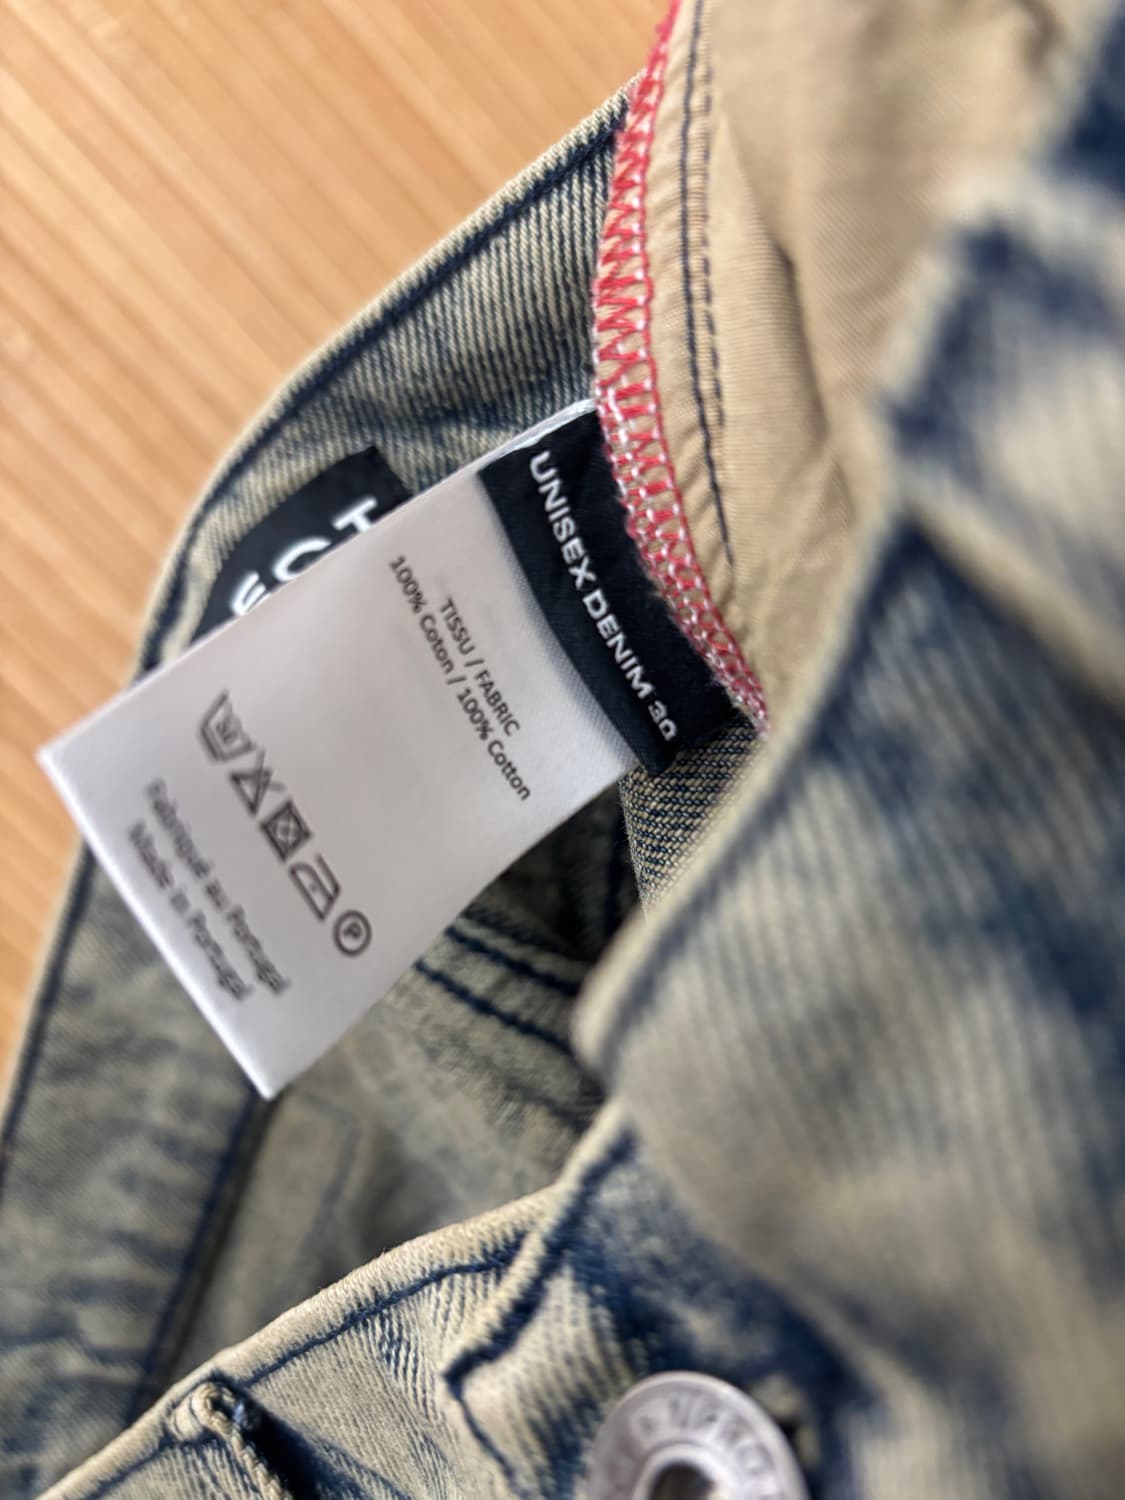 UNISEX DENIM 30
TISSU / FABRIC
100% Coton / 100% Cotton
P
Fabriqué au Portugal
Made in Portugal